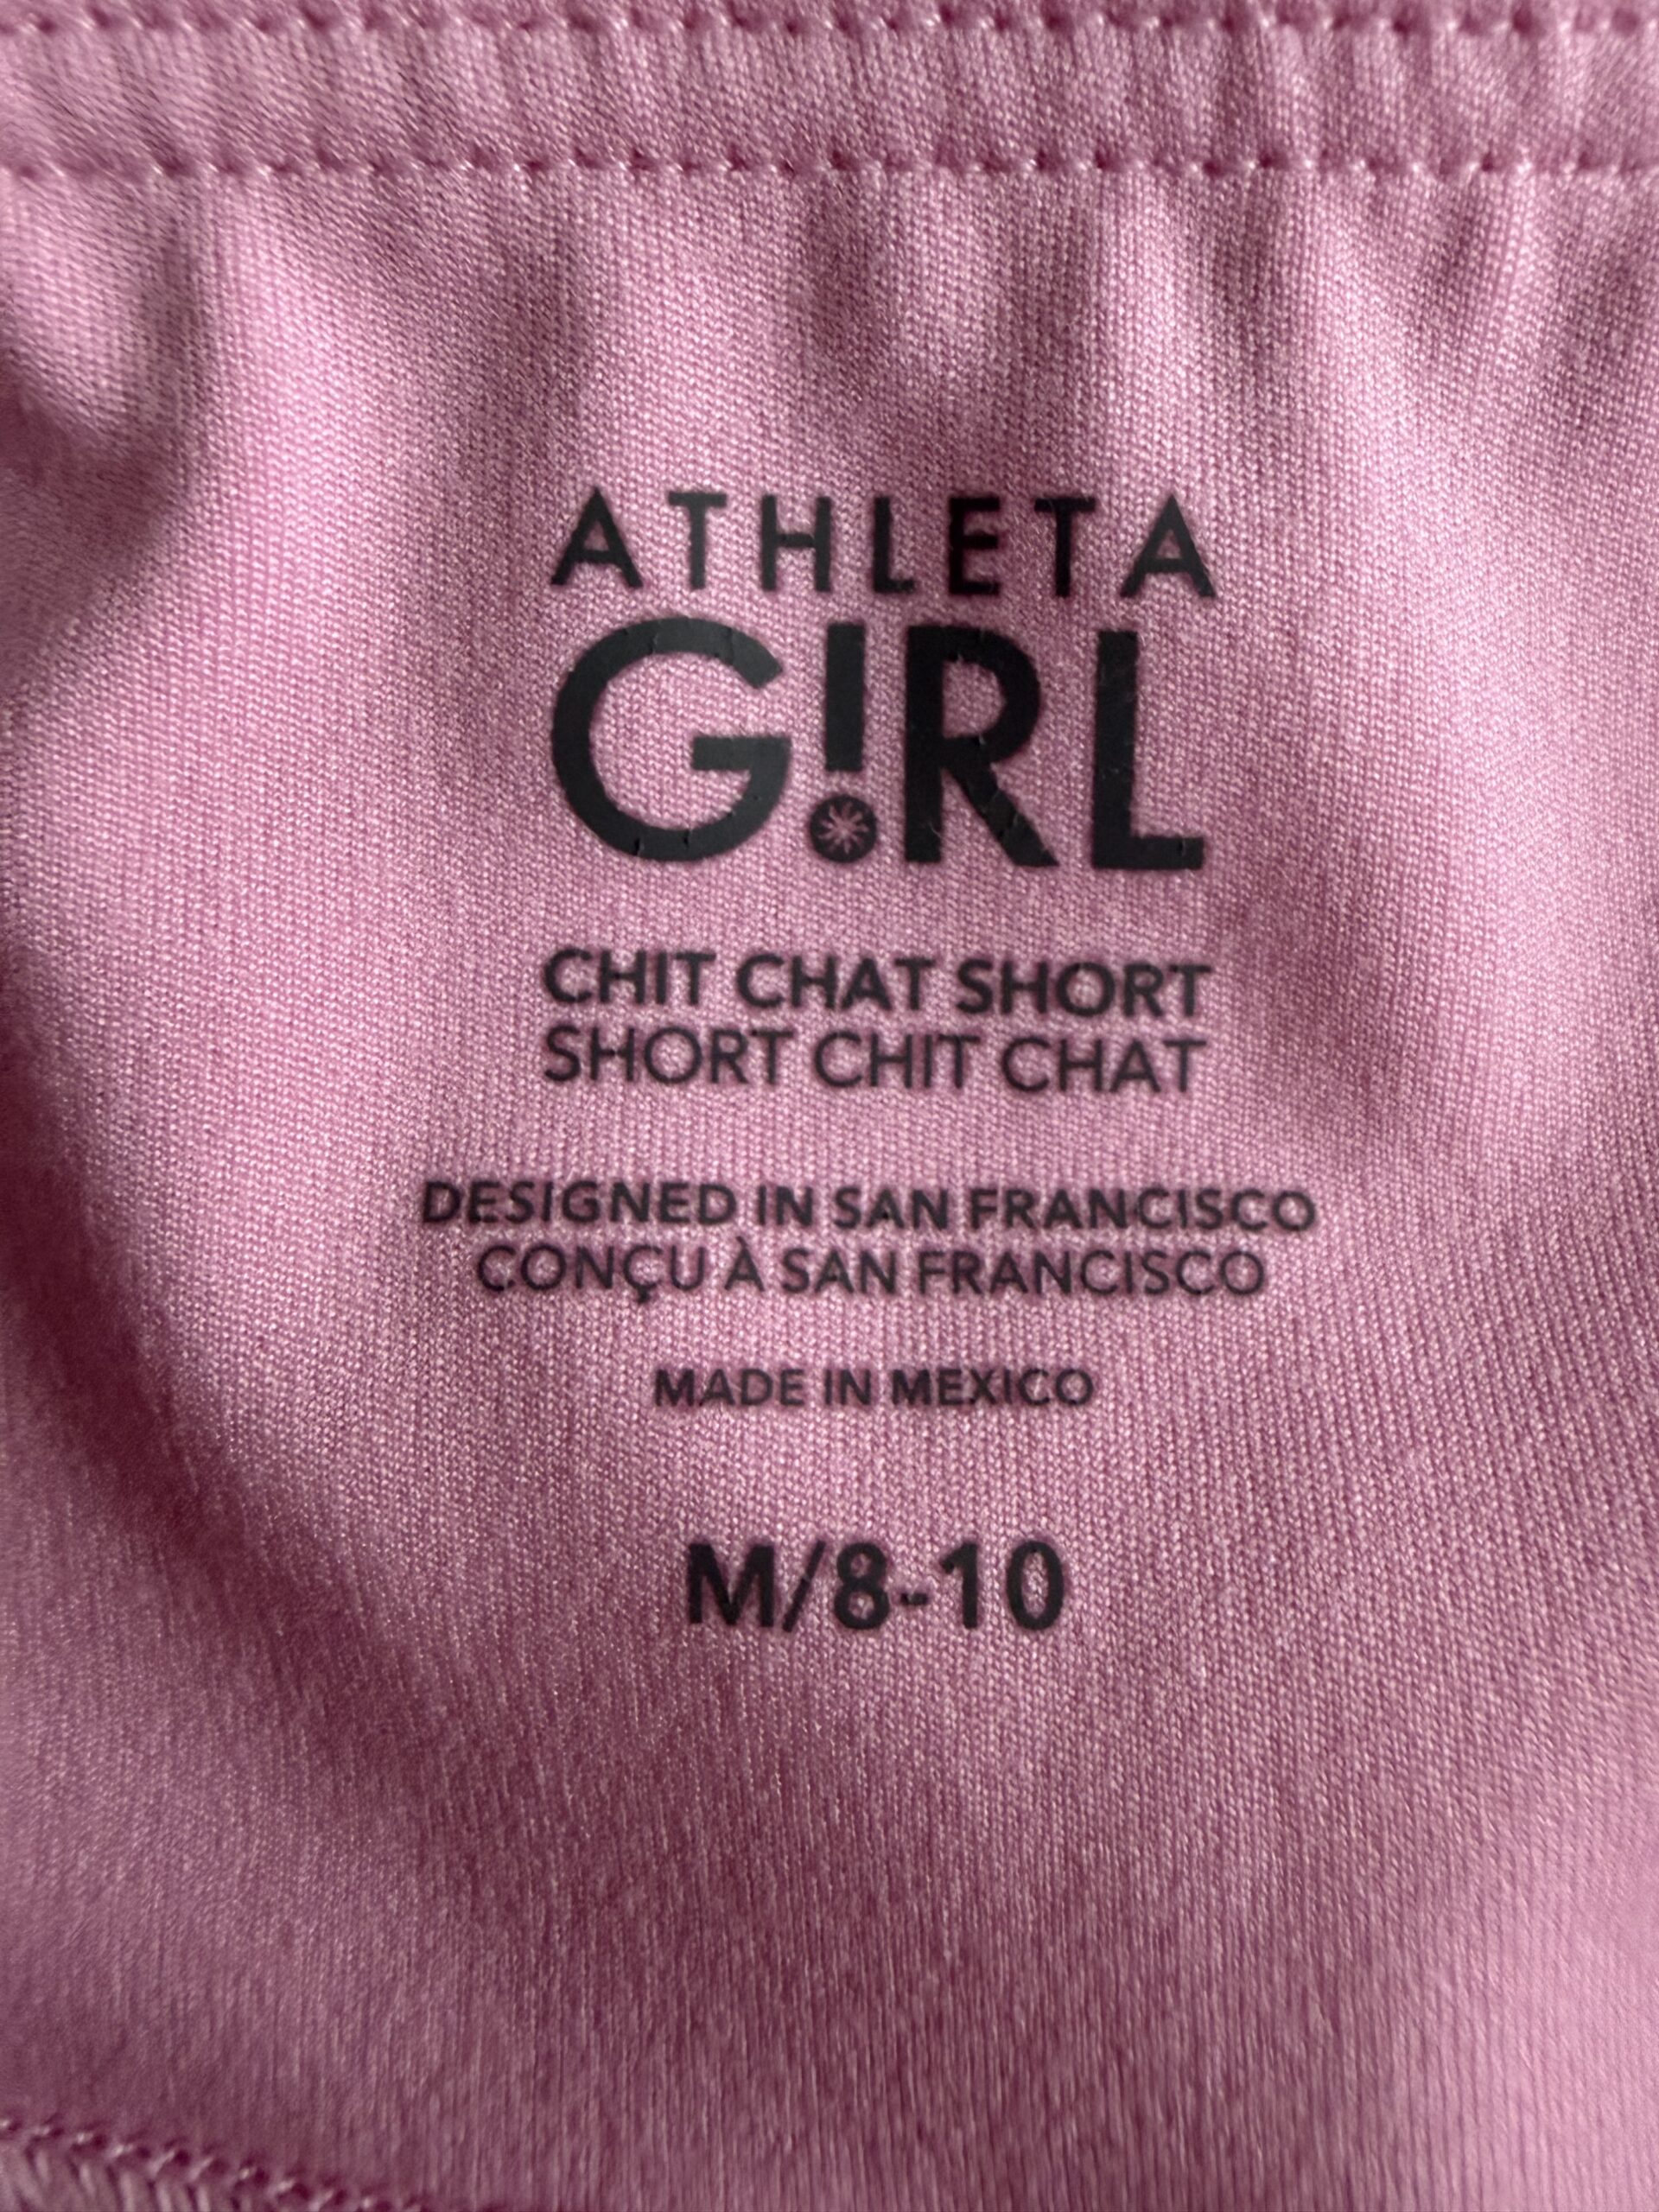 ATHLETA
G!RL
CHIT CHAT SHORT
SHORT CHIT CHAT
DESIGNED IN SAN FRANCISCO
CONÇU À SAN FRANCISCO
MADE IN MEXICO
M/8-10